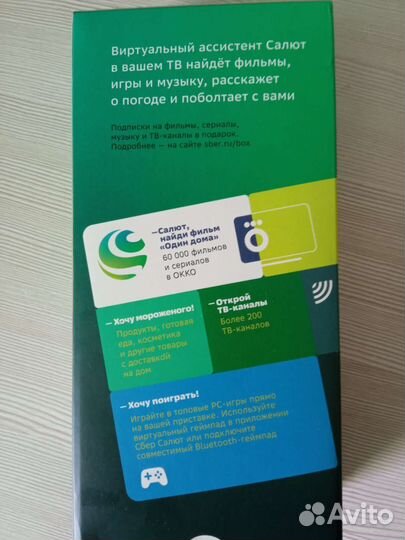 Виртуальный ассистент Салют
в вашем ТВ найдёт фильмы,
игры и музыку, расскажет
о погоде и поболтает с вами
Подписки на фильмы, сериалы,
музыку и ТВ-каналы в подарок.
Подробнее — на сайте sber.ru/box
—Салют,
найди фильм
«Один дома»
60 000 фильмов
и сериалов
в ОККО
— Хочу мороженого!
Продукты, готовая
еда, косметика
и другие товары
с доставкой
на дом
— Открой
ТВ-каналы
Более 200
ТВ-каналов
— Хочу поиграть!
Играйте в топовые PC-игры прямо
на вашей приставке. Используйте
виртуальный геймпад в приложении
Сбер Салют или подключите
совместимый Bluetooth-геймпад
Avito